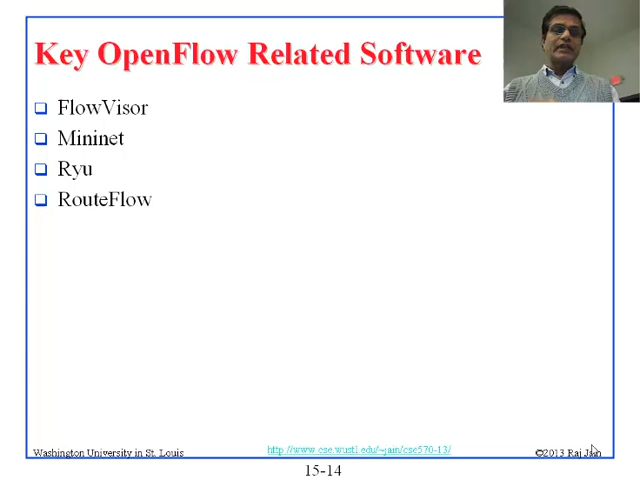 Key OpenFlow Related Software
FlowVisor
Mininet
Ryu
RouteFlow
Washington University in St. Louis
http://www.cse.wustl.edu/~jain/cse570-13/
©2013 Raj Jain
15-14